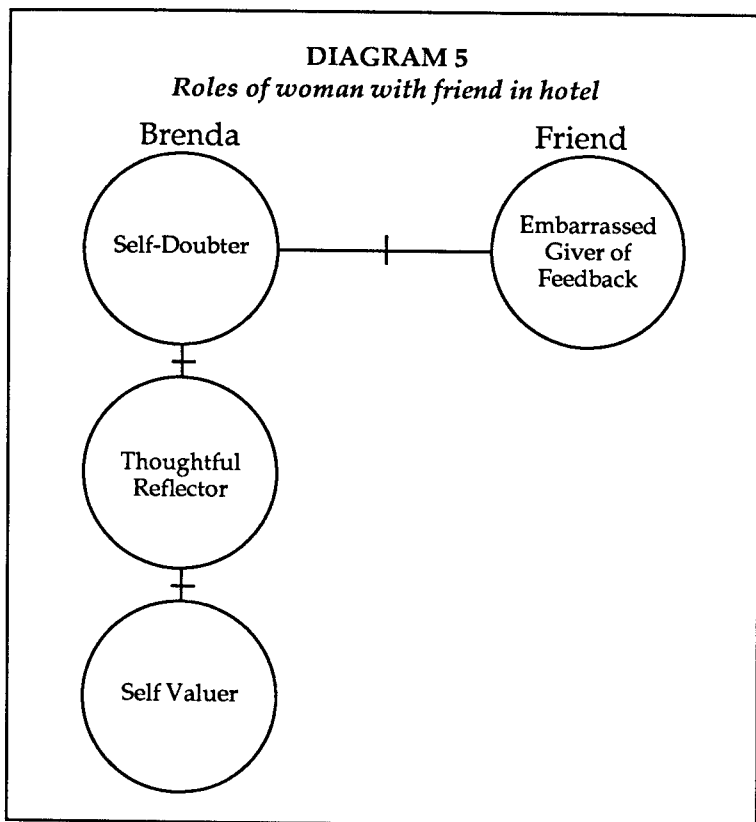 DIAGRAM 5
Roles of woman with friend in hotel
Brenda
Friend
Self-Doubter
Embarrassed
Giver of
Feedback
Thoughtful
Reflector
Self Valuer